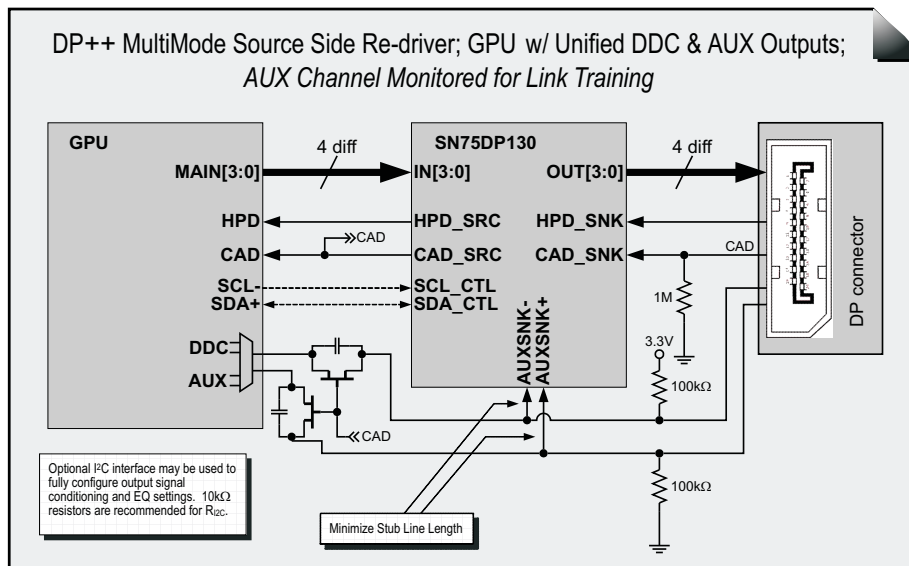 DP++ MultiMode Source Side Re-driver; GPU w/ Unified DDC & AUX Outputs;
AUX Channel Monitored for Link Training
GPU
SN75DP130
MAIN[3:0]
4 diff
IN[3:0]
OUT[3:0]
4 diff
HPD
HPD_SRC
HPD_SNK
CAD
CAD
CAD_SRC
CAD_SNK
CAD
SCL-
SCL_CTL
SDA+
SDA_CTL
1M
DP connector
AUXSNK-
AUXSNK+
3.3V
DDC
AUX
100kΩ
CAD
100kΩ
Optional I²C interface may be used to
fully configure output signal
conditioning and EQ settings. 10kΩ
resistors are recommended for RI2C.
Minimize Stub Line Length